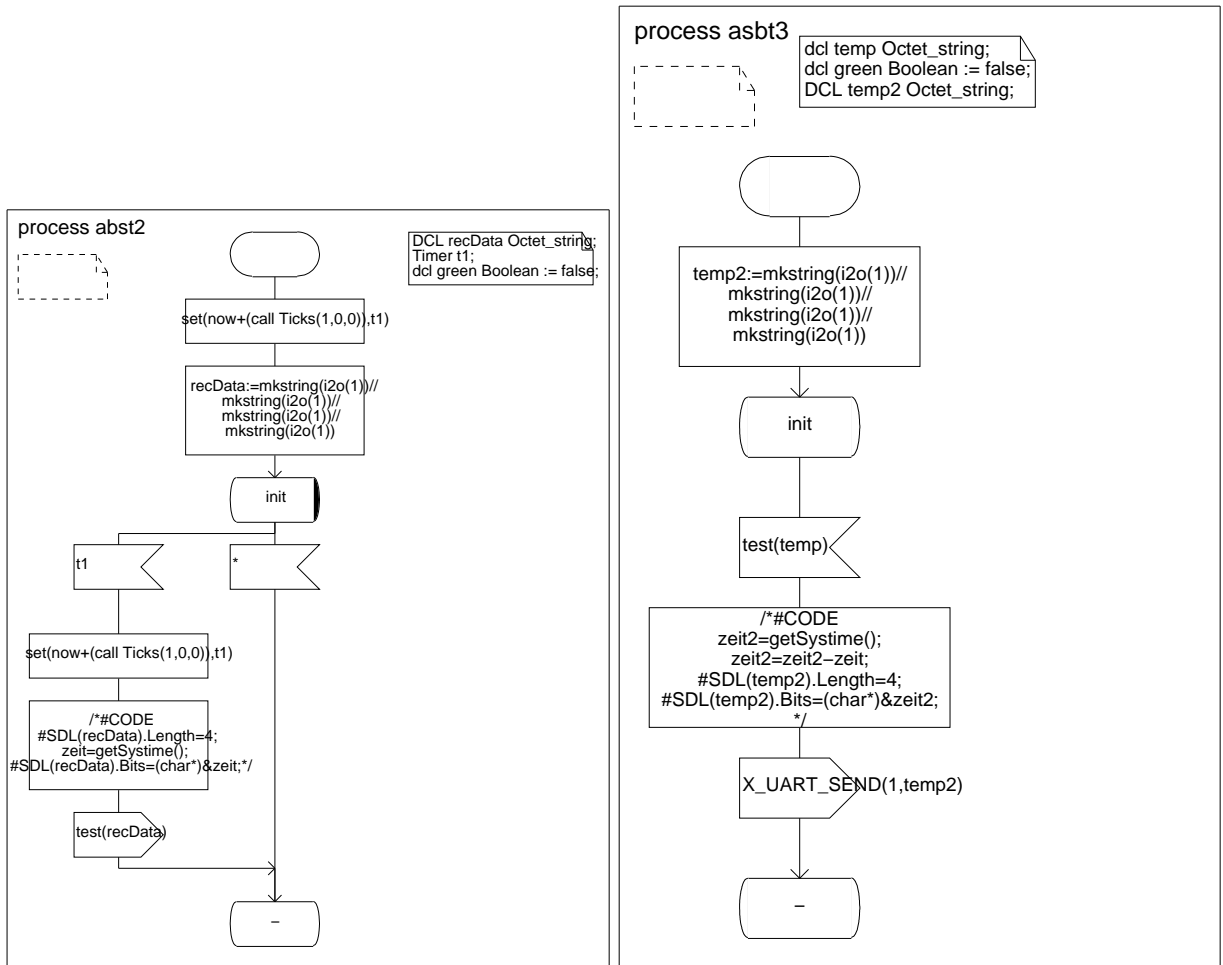 process abst2
DCL recData Octet_string;
Timer t1;
dcl green Boolean := false;
set(now+(call Ticks(1,0,0)),t1)
recData:=mkstring(i2o(1))//
mkstring(i2o(1))//
mkstring(i2o(1))//
mkstring(i2o(1))
init
t1
*
set(now+(call Ticks(1,0,0)),t1)
/*#CODE
#SDL(recData).Length=4;
zeit=getSystime();
#SDL(recData).Bits=(char*)&zeit;*/
test(recData)
−
process asbt3
dcl temp Octet_string;
dcl green Boolean := false;
DCL temp2 Octet_string;
temp2:=mkstring(i2o(1))//
mkstring(i2o(1))//
mkstring(i2o(1))//
mkstring(i2o(1))
init
test(temp)
/*#CODE
zeit2=getSystime();
zeit2=zeit2−zeit;
#SDL(temp2).Length=4;
#SDL(temp2).Bits=(char*)&zeit2;
*/
X_UART_SEND(1,temp2)
−